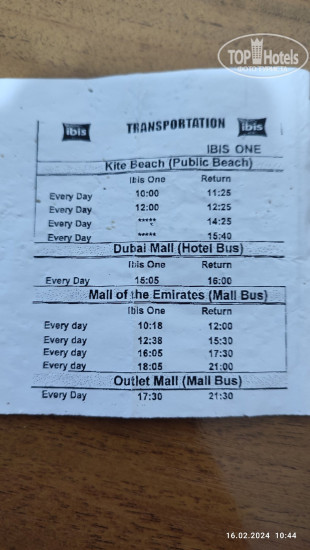 TOPHotels
ibis
TRANSPORTATION
ibis
IBIS ONE
Kite Beach (Public Beach)
Ibis One Return
Every Day 10:00 11:25
Every Day 12:00 12:25
Every Day ***** 14:25
Every Day ***** 15:40
Dubai Mall (Hotel Bus)
Ibis One Return
Every Day 15:05 16:00
Mall of the Emirates (Mall Bus)
Ibis One Return
Every day 10:18 12:00
Every day 12:38 15:30
Every day 16:05 17:30
Every day 18:05 21:00
Outlet Mall (Mall Bus)
Every Day 17:30 21:30
16.02.2024 10:44